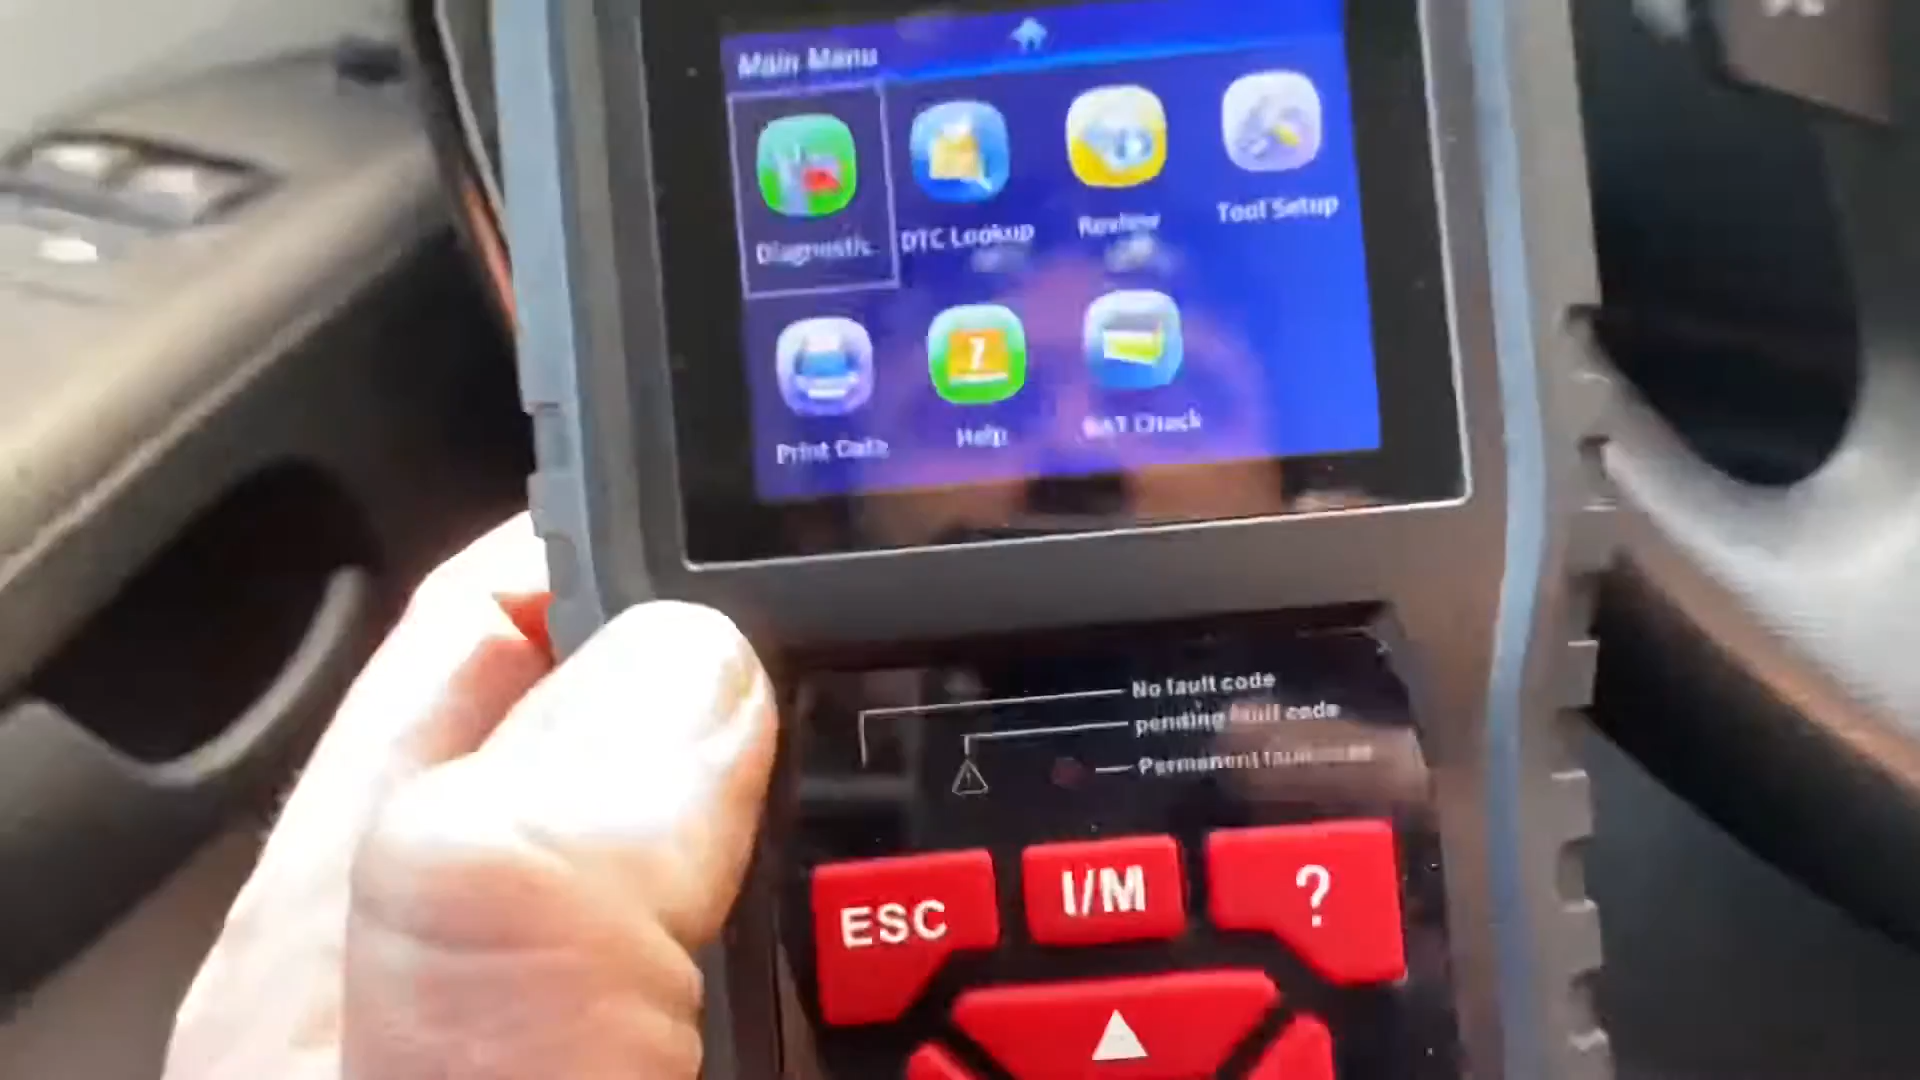 Main Menu
Diagnostic
DTC Lookup
Review
Tool Setup
Print Data
Help
BAT Check
No fault code
pending fault code
Permanent fault code
ESC
I/M
?